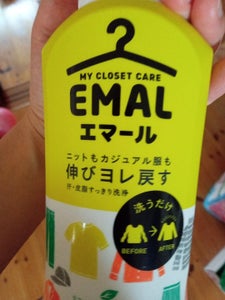 MY CLOSET CARE
EMAL
エマール
ニットもカジュアル服も
伸びヨレ戻す
汗・皮脂すっきり洗浄
洗うだけ
BEFORE AFTER